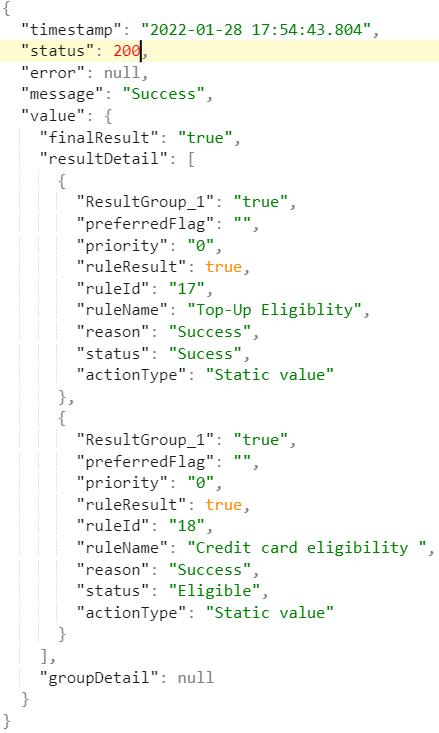 {
"timestamp": "2022-01-28 17:54:43.804",
"status": 200,
"error": null,
"message": "Success",
"value": {
"finalResult": "true",
"resultDetail": [
{
"ResultGroup_1": "true",
"preferredFlag": "",
"priority": "0",
"ruleResult": true,
"ruleId": "17",
"ruleName": "Top-Up Eligiblity",
"reason": "Success",
"status": "Sucess",
"actionType": "Static value"
},
{
"ResultGroup_1": "true",
"preferredFlag": "",
"priority": "0",
"ruleResult": true,
"ruleId": "18",
"ruleName": "Credit card eligibility ",
"reason": "Success",
"status": "Eligible",
"actionType": "Static value"
}
],
"groupDetail": null
}
}